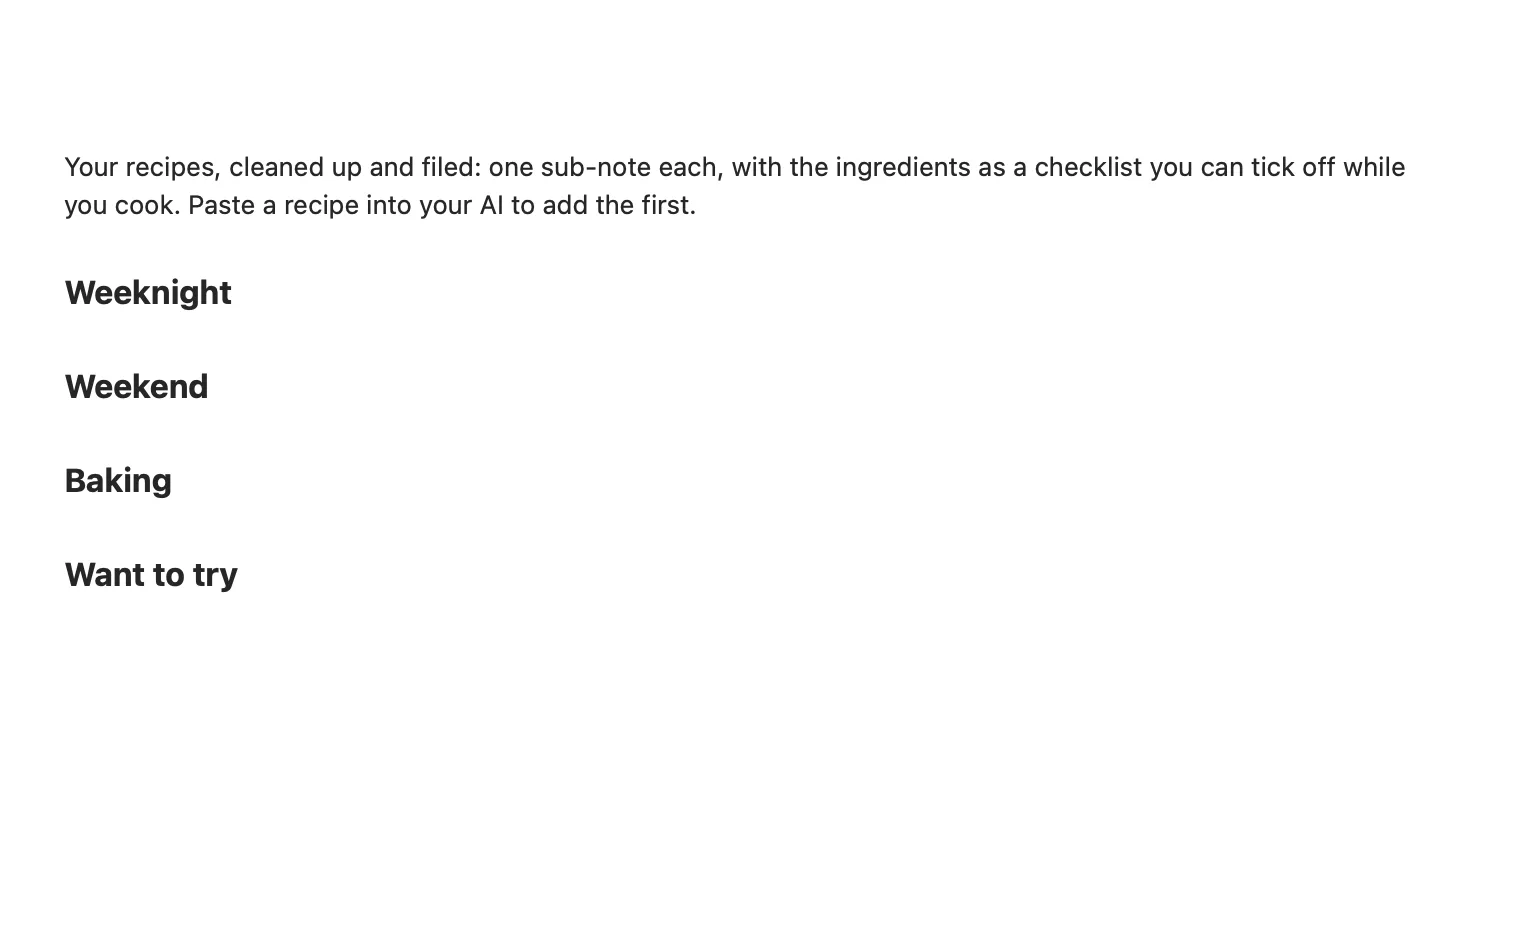 Your recipes, cleaned up and filed: one sub-note each, with the ingredients as a checklist you can tick off while
you cook. Paste a recipe into your AI to add the first.
Weeknight
Weekend
Baking
Want to try